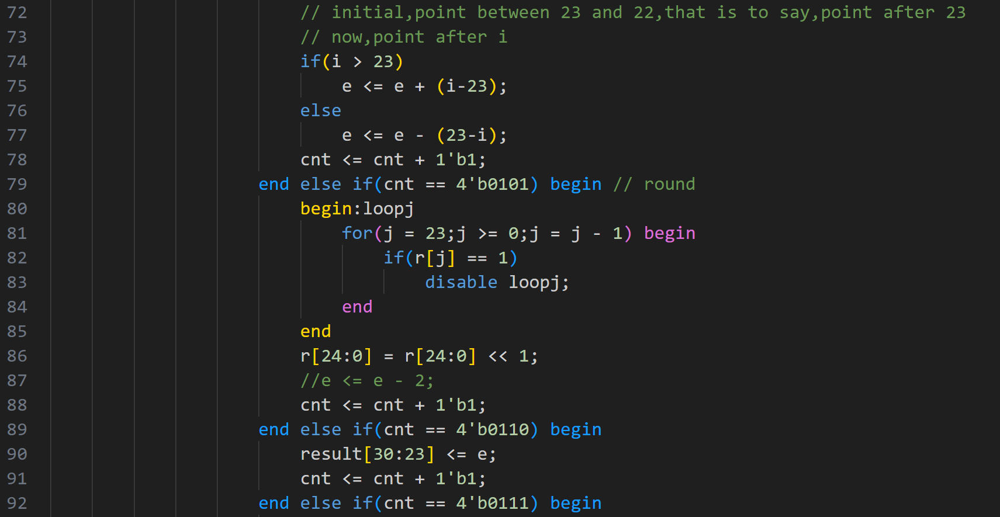 72 // initial,point between 23 and 22,that is to say,point after 23
73 // now,point after i
74 if(i > 23)
75 e <= e + (i-23);
76 else
77 e <= e - (23-i);
78 cnt <= cnt + 1'b1;
79 end else if(cnt == 4'b0101) begin // round
80 begin:loopj
81 for(j = 23;j >= 0;j = j - 1) begin
82 if(r[j] == 1)
83 disable loopj;
84 end
85 end
86 r[24:0] = r[24:0] << 1;
87 //e <= e - 2;
88 cnt <= cnt + 1'b1;
89 end else if(cnt == 4'b0110) begin
90 result[30:23] <= e;
91 cnt <= cnt + 1'b1;
92 end else if(cnt == 4'b0111) begin